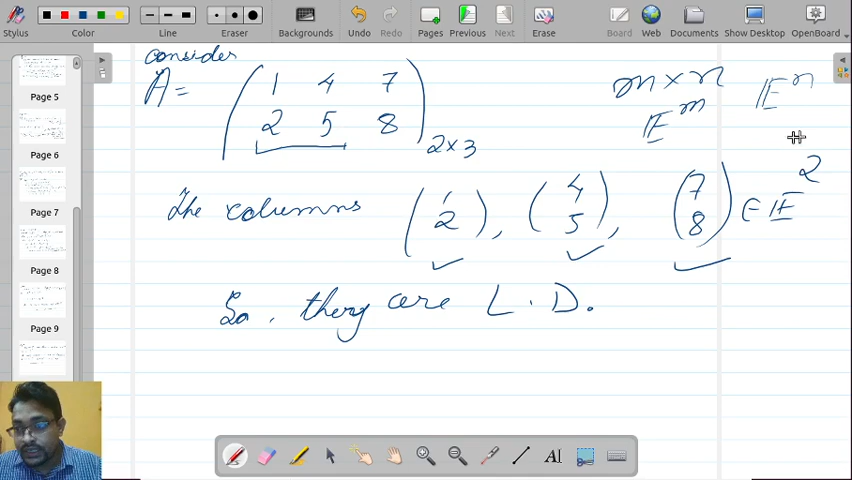 Stylus Color Line Eraser Backgrounds Undo Redo Pages Previous Next Erase Board Web Documents Show Desktop OpenBoard
Page 5
Page 6
Page 7
Page 8
Page 9
consider
A = ( 1 4 7
2 5 8 ) 2×3
m × n
E^m
E^n
The columns ( 1 2 ), ( 4 5 ), ( 7 8 ) ∈ E^2
So, they are L.D.